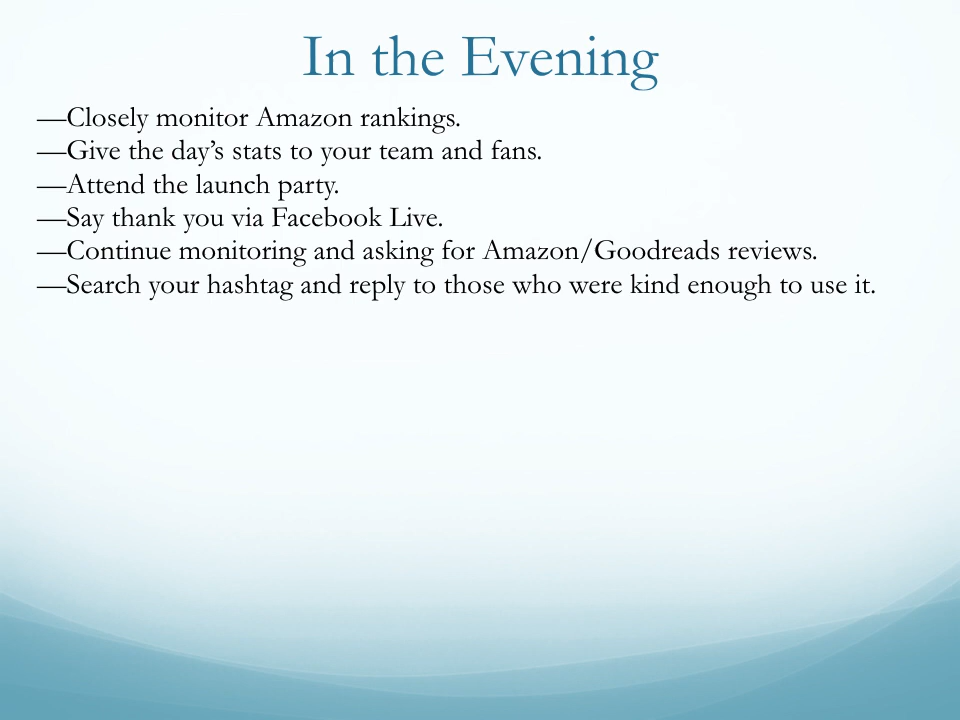 In the Evening
—Closely monitor Amazon rankings.
—Give the day’s stats to your team and fans.
—Attend the launch party.
—Say thank you via Facebook Live.
—Continue monitoring and asking for Amazon/Goodreads reviews.
—Search your hashtag and reply to those who were kind enough to use it.